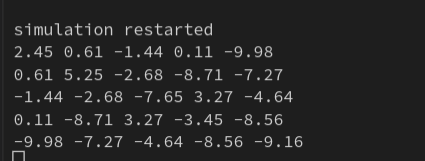 simulation restarted
2.45 0.61 -1.44 0.11 -9.98
0.61 5.25 -2.68 -8.71 -7.27
-1.44 -2.68 -7.65 3.27 -4.64
0.11 -8.71 3.27 -3.45 -8.56
-9.98 -7.27 -4.64 -8.56 -9.16